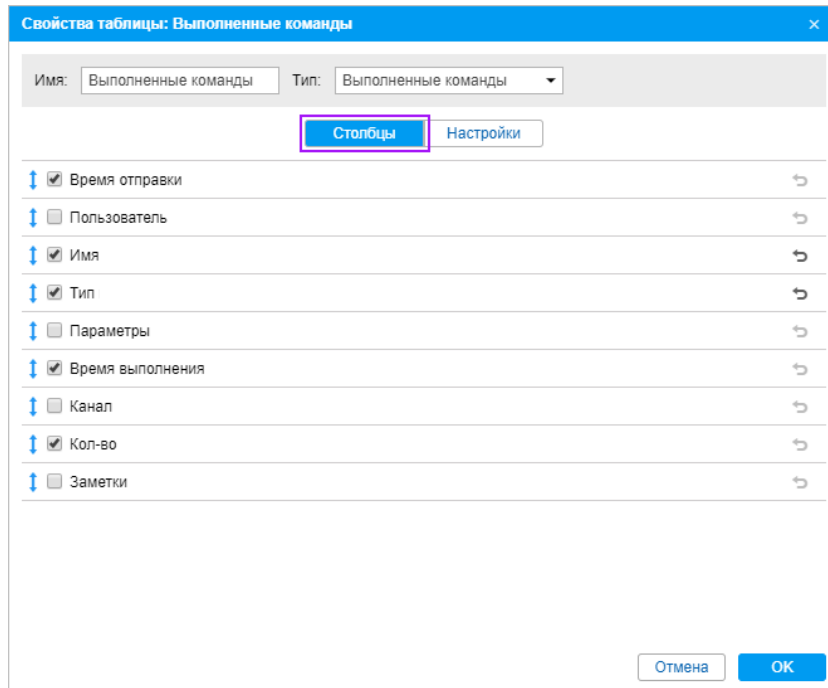 Свойства таблицы: Выполненные команды
Имя: Выполненные команды Тип: Выполненные команды
Столбцы Настройки
Время отправки
Пользователь
Имя
Тип
Параметры
Время выполнения
Канал
Кол-во
Заметки
Отмена OK